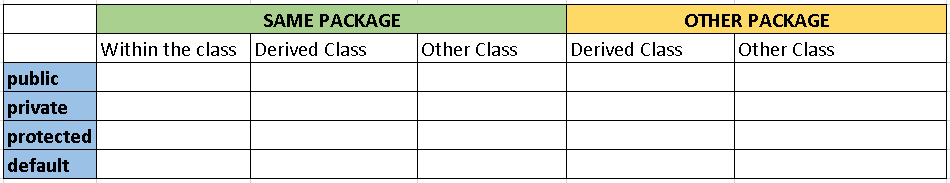 SAME PACKAGE OTHER PACKAGE
Within the class Derived Class Other Class Derived Class Other Class
public
private
protected
default